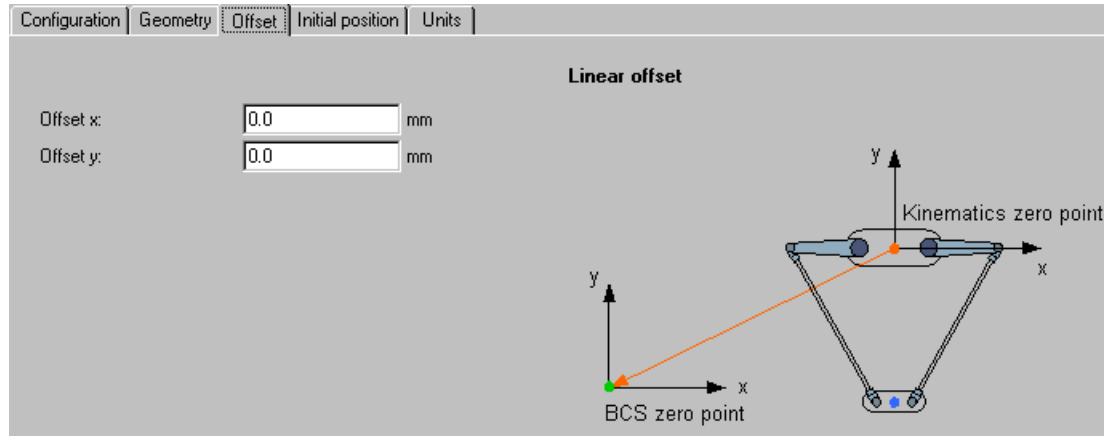 Configuration Geometry Offset Initial position Units
Linear offset
Offset x: 0.0 mm
Offset y: 0.0 mm
y
Kinematics zero point
x
y
x
BCS zero point